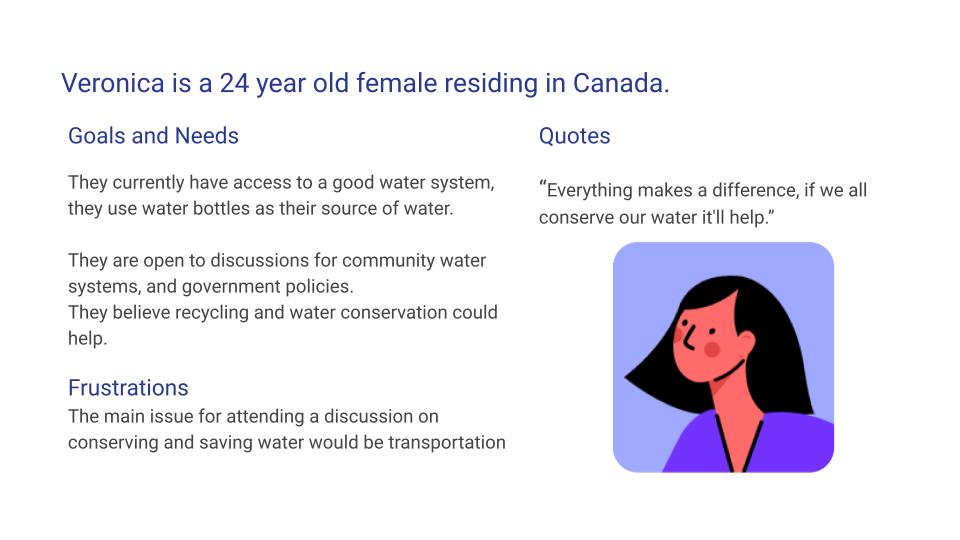 Veronica is a 24 year old female residing in Canada.
Goals and Needs
They currently have access to a good water system,
they use water bottles as their source of water.
They are open to discussions for community water
systems, and government policies.
They believe recycling and water conservation could
help.
Frustrations
The main issue for attending a discussion on
conserving and saving water would be transportation
Quotes
“Everything makes a difference, if we all
conserve our water it'll help.”